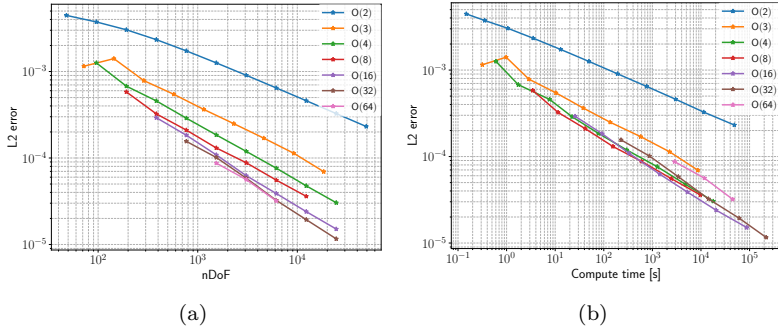 10⁻³
10⁻⁴
10⁻⁵
L2 error
10²
10³
10⁴
nDoF
O(2)
O(3)
O(4)
O(8)
O(16)
O(32)
O(64)
(a)
10⁻³
10⁻⁴
10⁻⁵
L2 error
10⁻¹
10⁰
10¹
10²
10³
10⁴
10⁵
Compute time [s]
O(2)
O(3)
O(4)
O(8)
O(16)
O(32)
O(64)
(b)